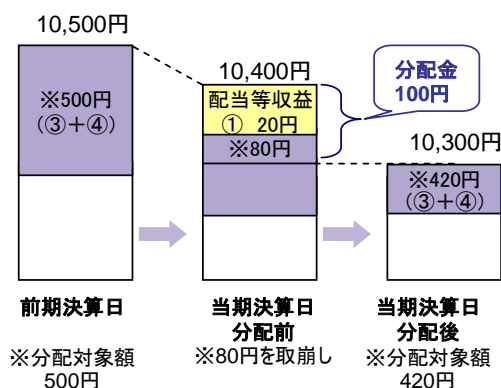 10,500円
※500円
(③+④)
10,400円
配当等収益
① 20円
※80円
分配金
100円
10,300円
※420円
(③+④)
前期決算日
※分配対象額
500円
当期決算日
分配前
※80円を取崩し
当期決算日
分配後
※分配対象額
420円